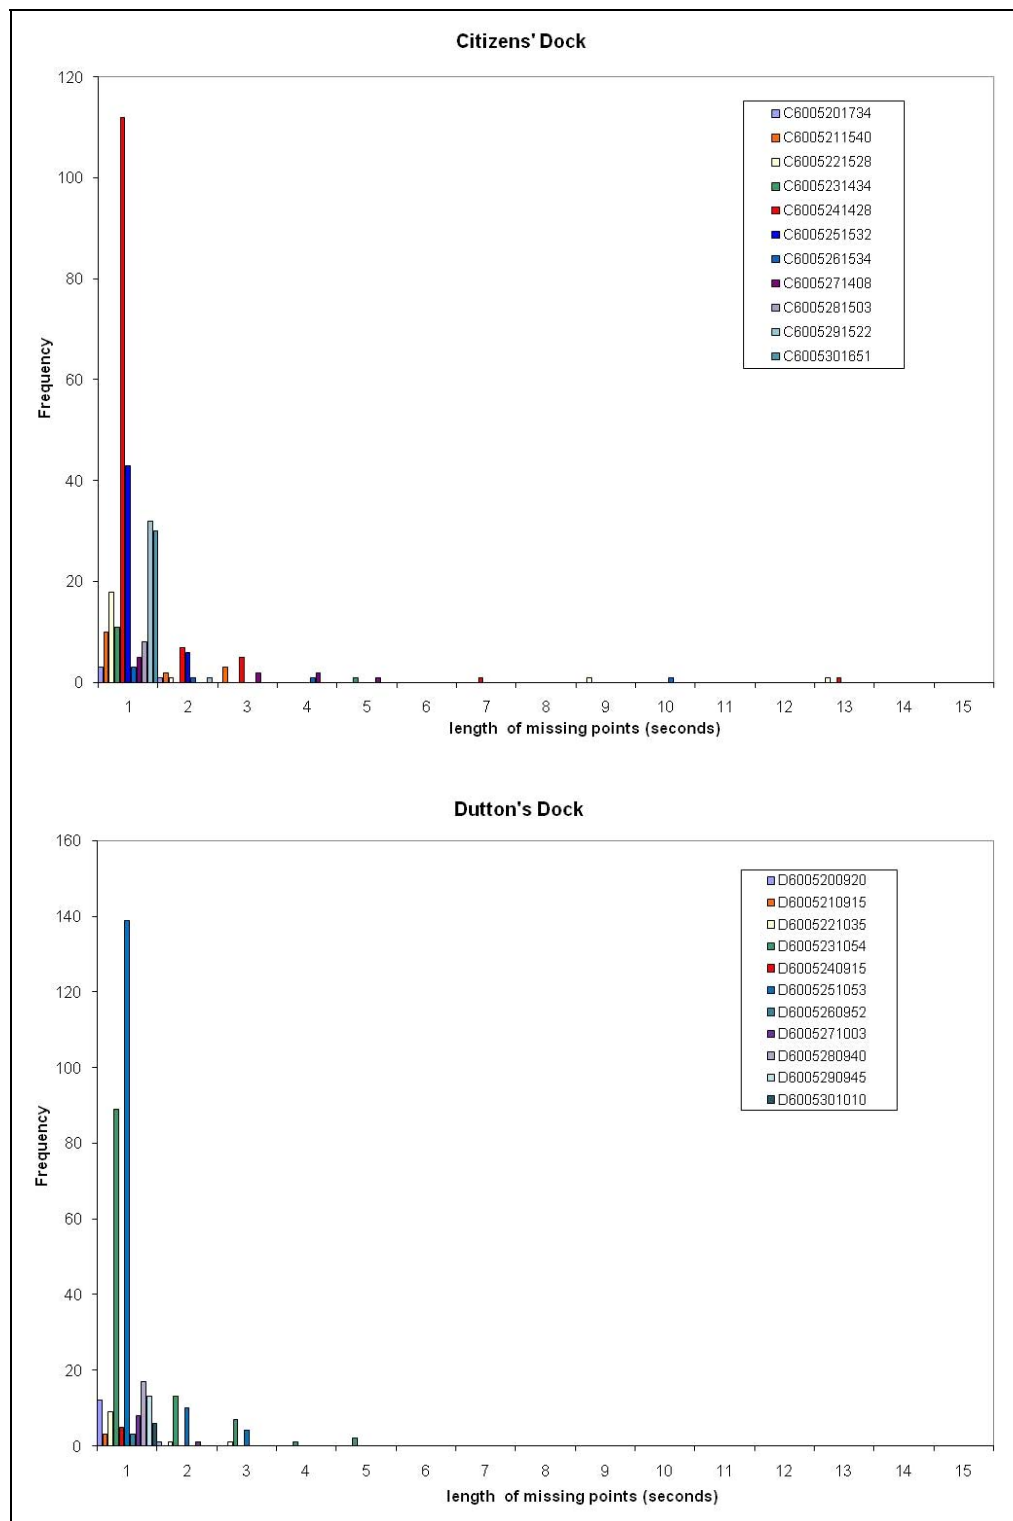 Citizens' Dock
120
100
80
60
40
20
0
Frequency
C6005201734
C6005211540
C6005221528
C6005231434
C6005241428
C6005251532
C6005261534
C6005271408
C6005281503
C6005291522
C6005301651
1 2 3 4 5 6 7 8 9 10 11 12 13 14 15
length of missing points (seconds)
Dutton's Dock
160
140
120
100
80
60
40
20
0
Frequency
D6005200920
D6005210915
D6005221035
D6005231054
D6005240915
D6005251053
D6005260952
D6005271003
D6005280940
D6005290945
D6005301010
1 2 3 4 5 6 7 8 9 10 11 12 13 14 15
length of missing points (seconds)